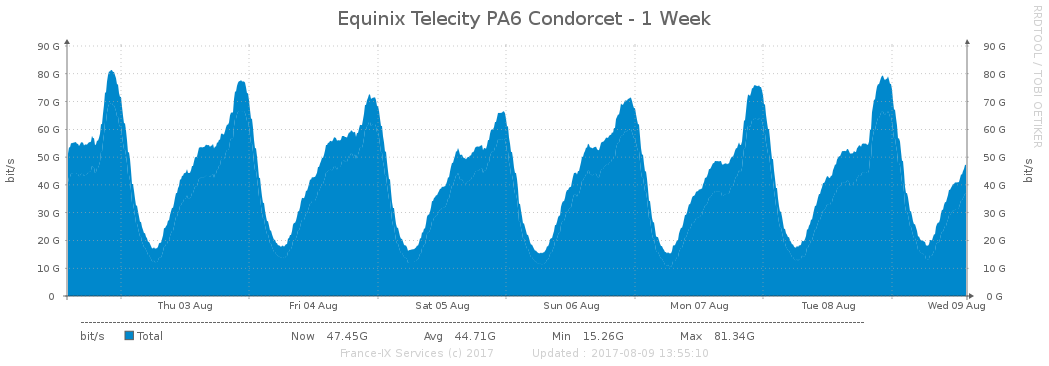 Equinix Telecity PA6 Condorcet - 1 Week
RRDTOOL / TOBI OETIKER
bit/s
90 G
80 G
70 G
60 G
50 G
40 G
30 G
20 G
10 G
0
90 G
80 G
70 G
60 G
50 G
40 G
30 G
20 G
10 G
0 G
bit/s
Thu 03 Aug Fri 04 Aug Sat 05 Aug Sun 06 Aug Mon 07 Aug Tue 08 Aug Wed 09 Aug
bit/s Total Now 47.45G Avg 44.71G Min 15.26G Max 81.34G
France-IX Services (c) 2017 Updated : 2017-08-09 13:55:10